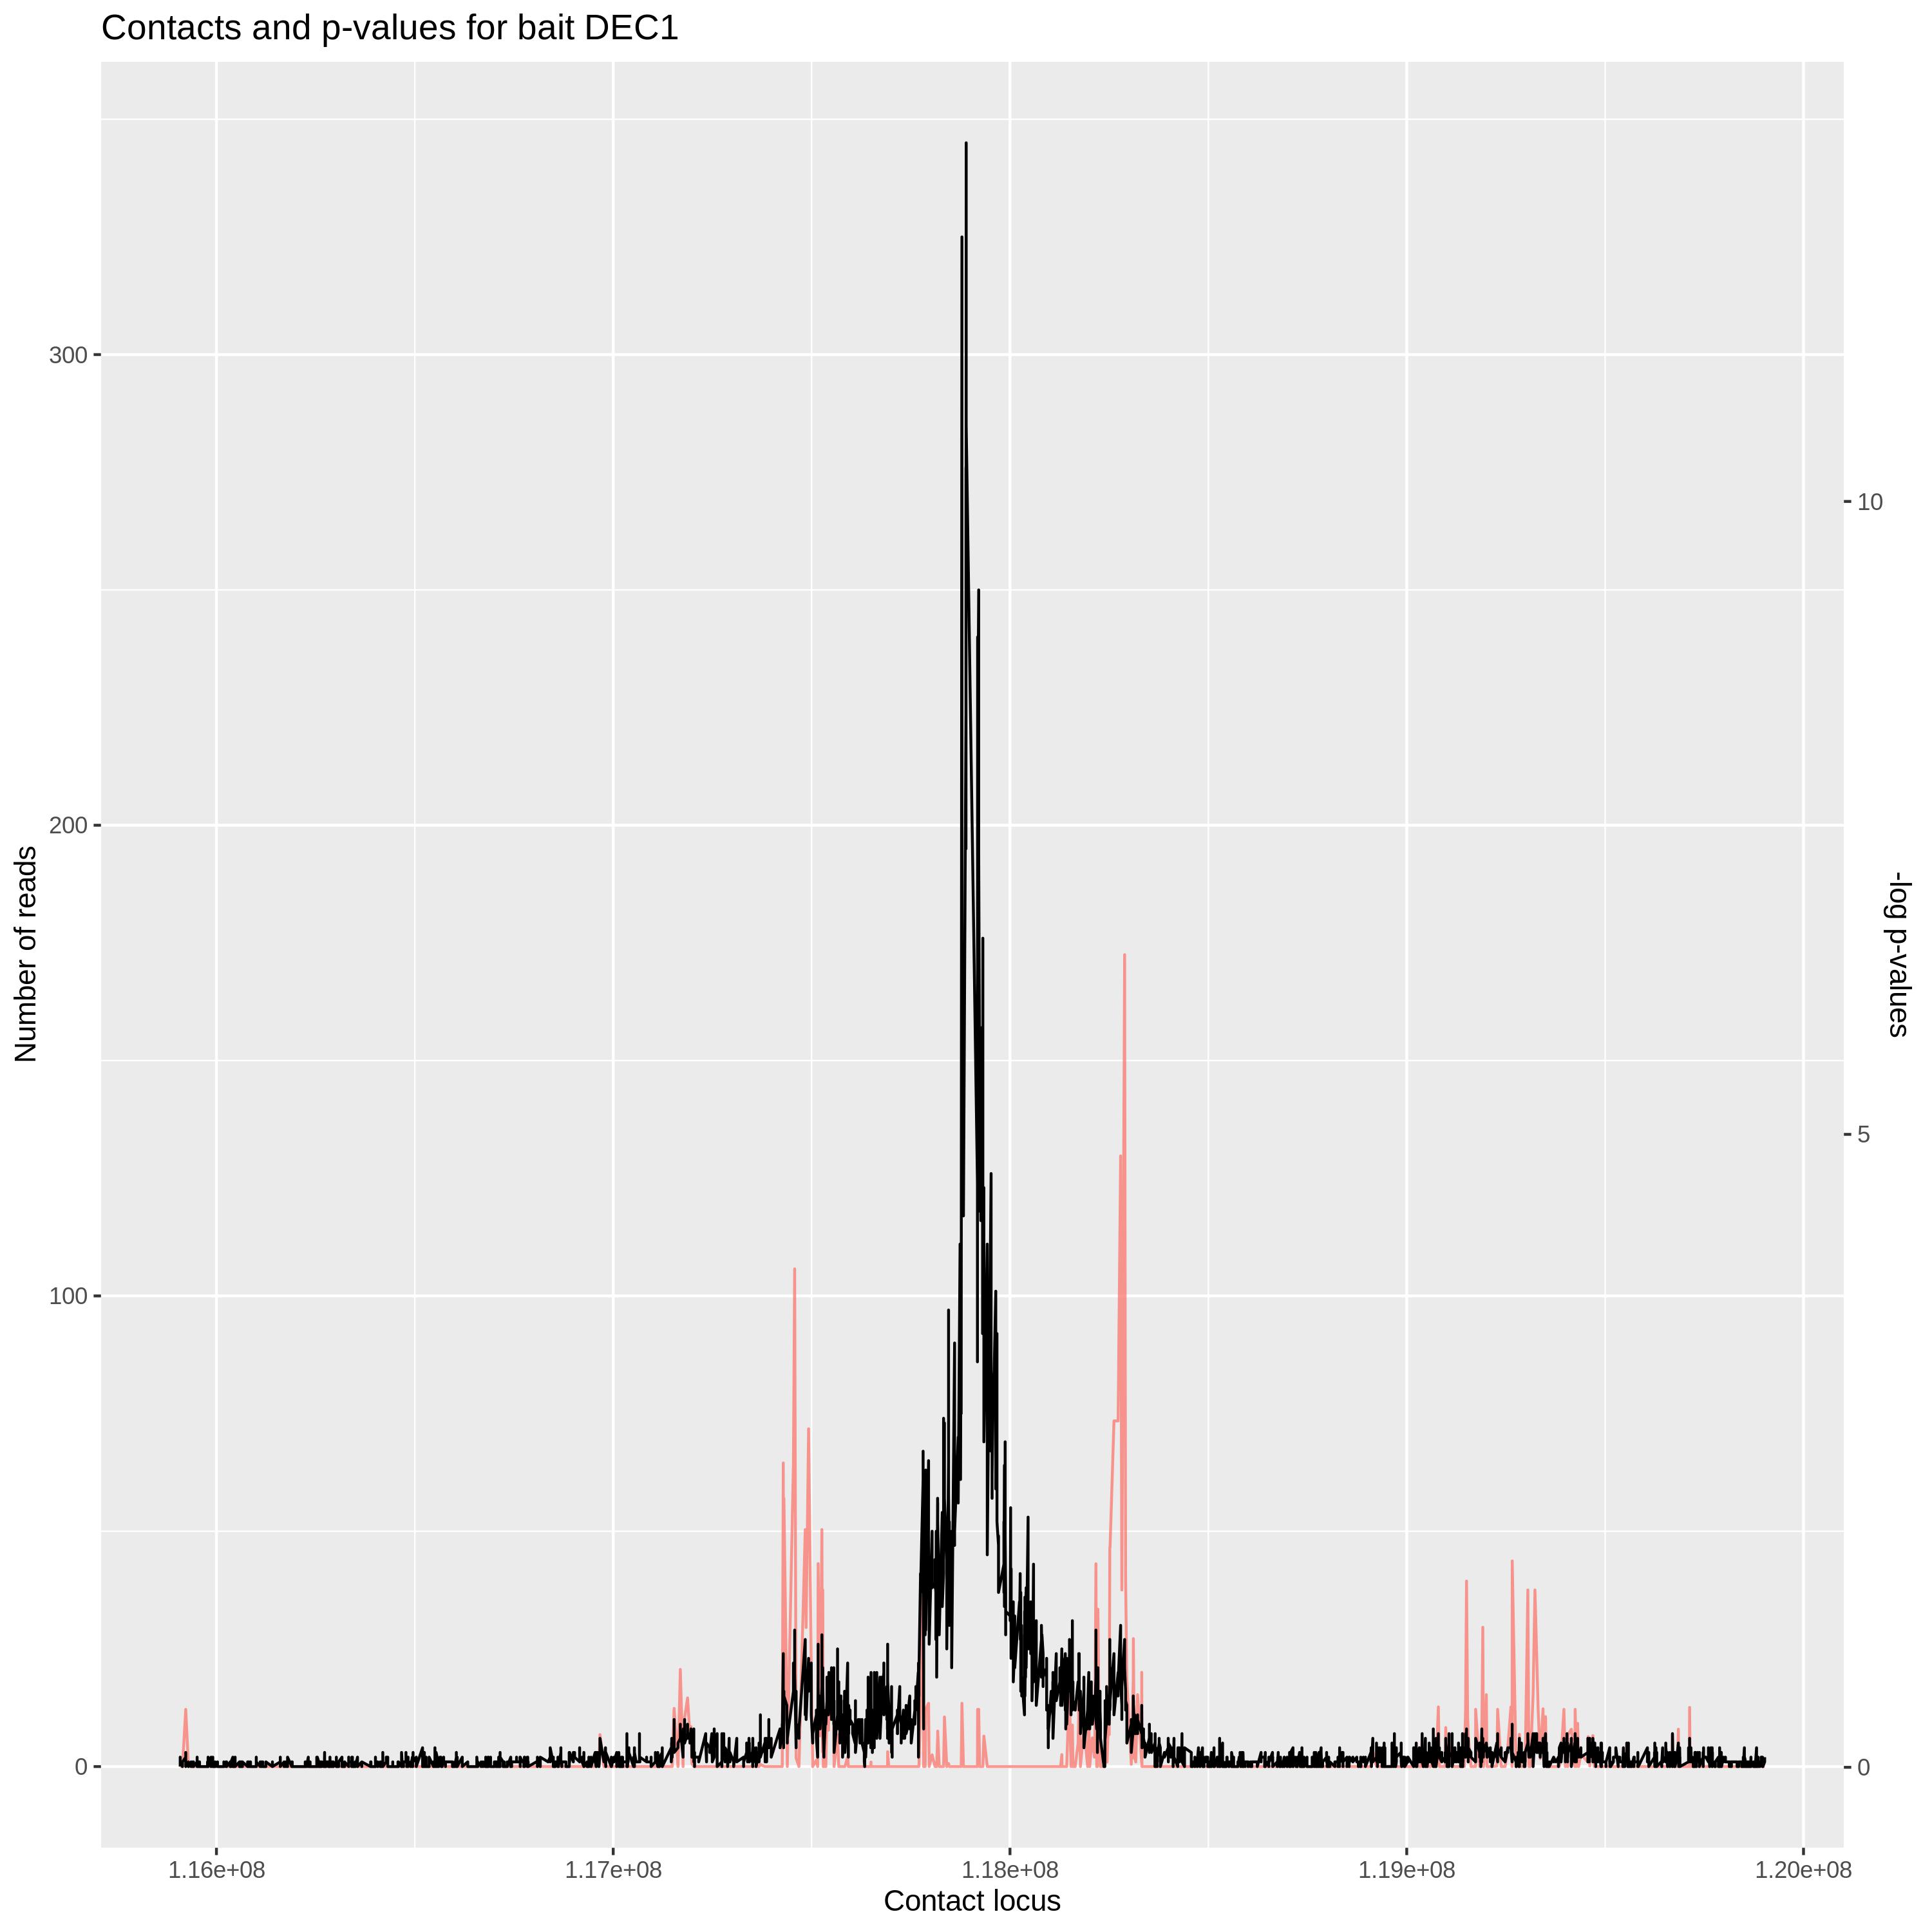 Contacts and p-values for bait DEC1
300
200
100
0
Number of reads
10
5
0
-log p-values
1.16e+08 1.17e+08 1.18e+08 1.19e+08 1.20e+08
Contact locus